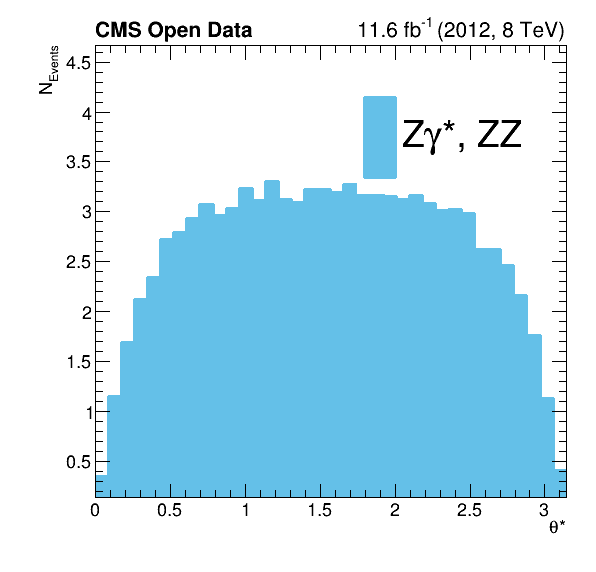 CMS Open Data
11.6 fb⁻¹ (2012, 8 TeV)
N_Events
4.5
4
3.5
3
2.5
2
1.5
1
0.5
Zγ*, ZZ
0 0.5 1 1.5 2 2.5 3
θ*